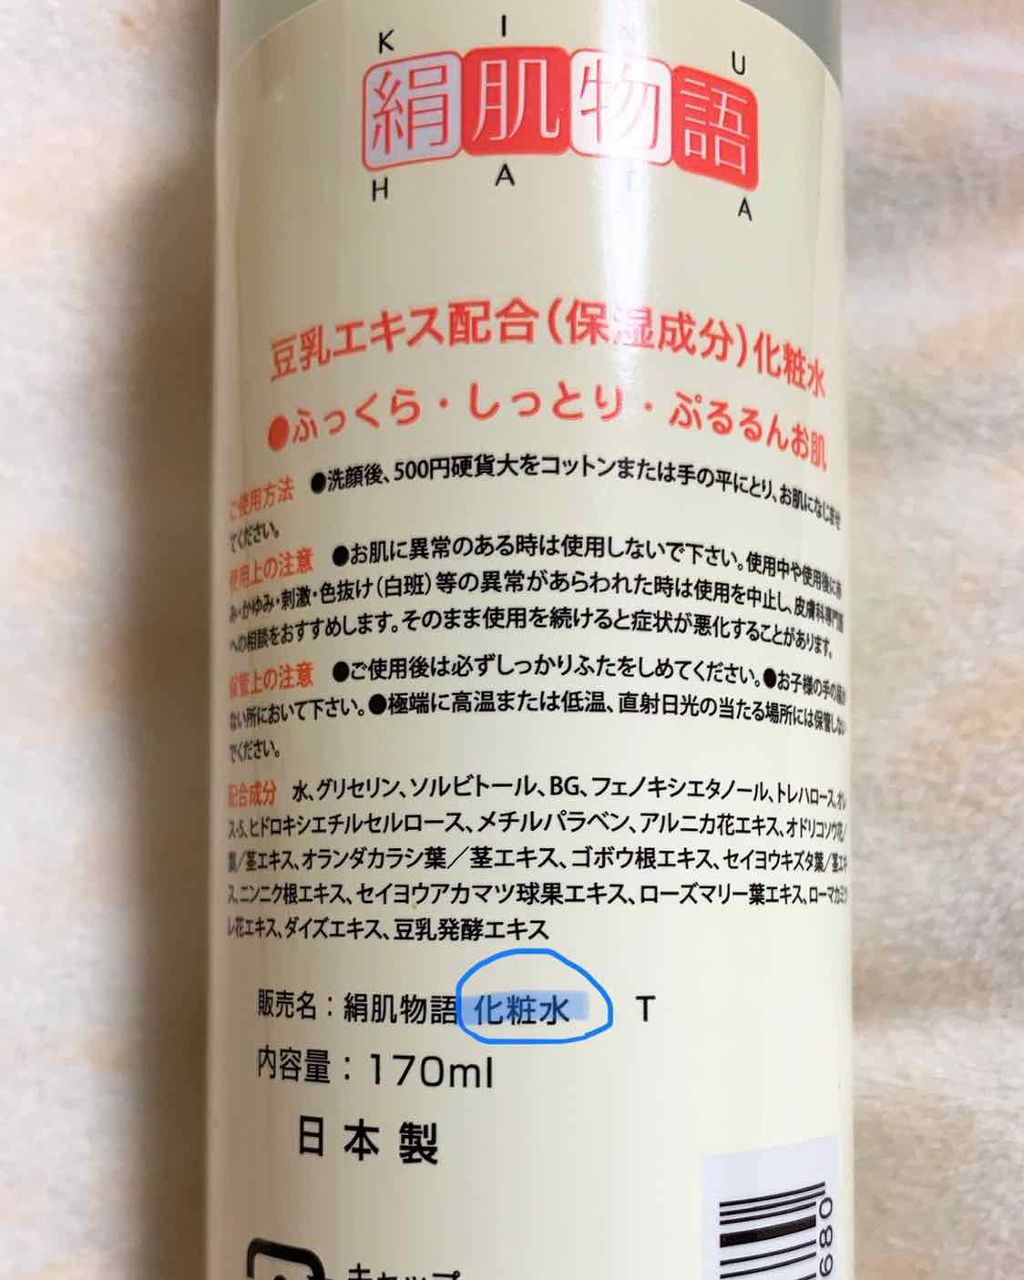 K I N U
絹肌物語
H A D A
豆乳エキス配合(保湿成分)化粧水
●ふっくら・しっとり・ぷるるんお肌
ご使用方法 ●洗顔後、500円硬貨大をコットンまたは手の平にとり、お肌になじませ
てください。
使用上の注意 ●お肌に異常のある時は使用しないで下さい。使用中や使用後に赤
み・かゆみ・刺激・色抜け(白班)等の異常があらわれた時は使用を中止し、皮膚科専門医
への相談をおすすめします。そのまま使用を続けると症状が悪化することがあります。
保管上の注意 ●ご使用後は必ずしっかりふたをしめてください。●お子様の手の届か
ない所において下さい。●極端に高温または低温、直射日光の当たる場所には保管しない
でください。
配合成分 水、グリセリン、ソルビトール、BG、フェノキシエタノール、トレハロース、オレ
ス-5、ヒドロキシエチルセルロース、メチルパラベン、アルニカ花エキス、オドリコソウ花/
葉/茎エキス、オランダカラシ葉/茎エキス、ゴボウ根エキス、セイヨウキズタ葉/茎エキ
ス、ニンニク根エキス、セイヨウアカマツ球果エキス、ローズマリー葉エキス、ローマカミツ
レ花エキス、ダイズエキス、豆乳発酵エキス
販売名:絹肌物語 化粧水 T
内容量:170ml
日本製
キャップ
680